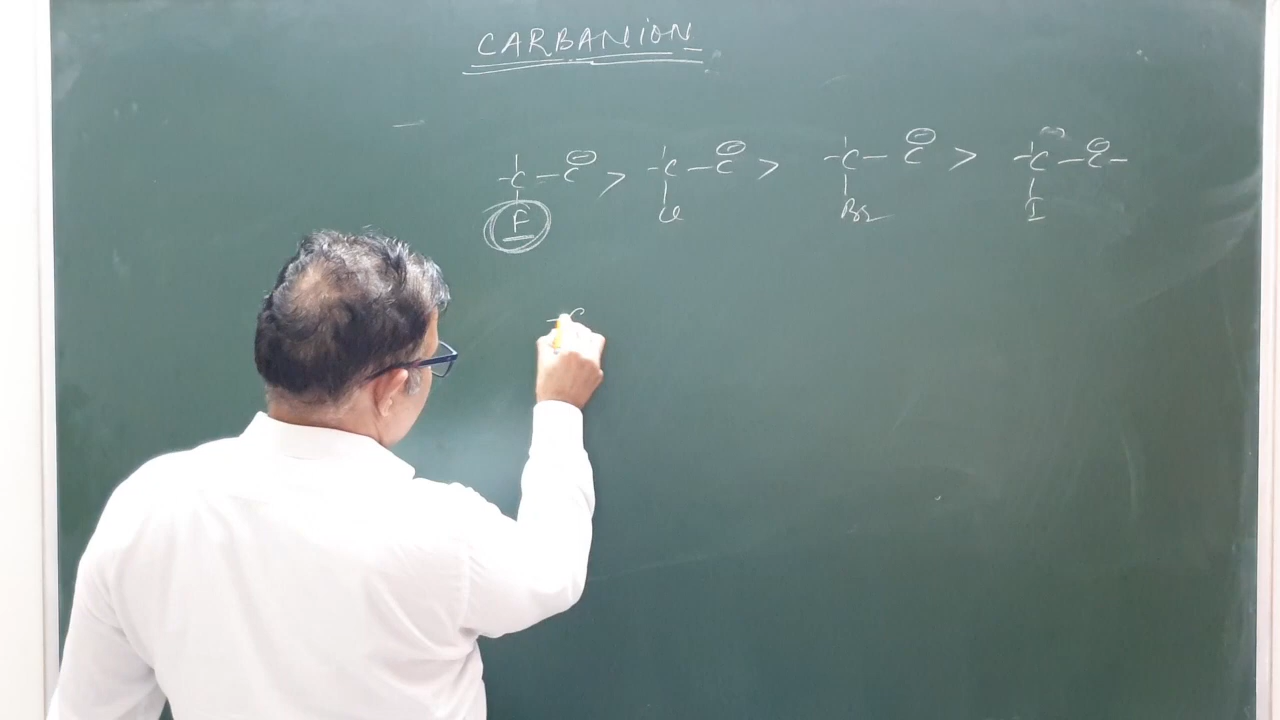 CARBANION
-C-C⊖ > -C-C⊖ > -C-C⊖ > -C-C⊖-
F Cl Br I
-C